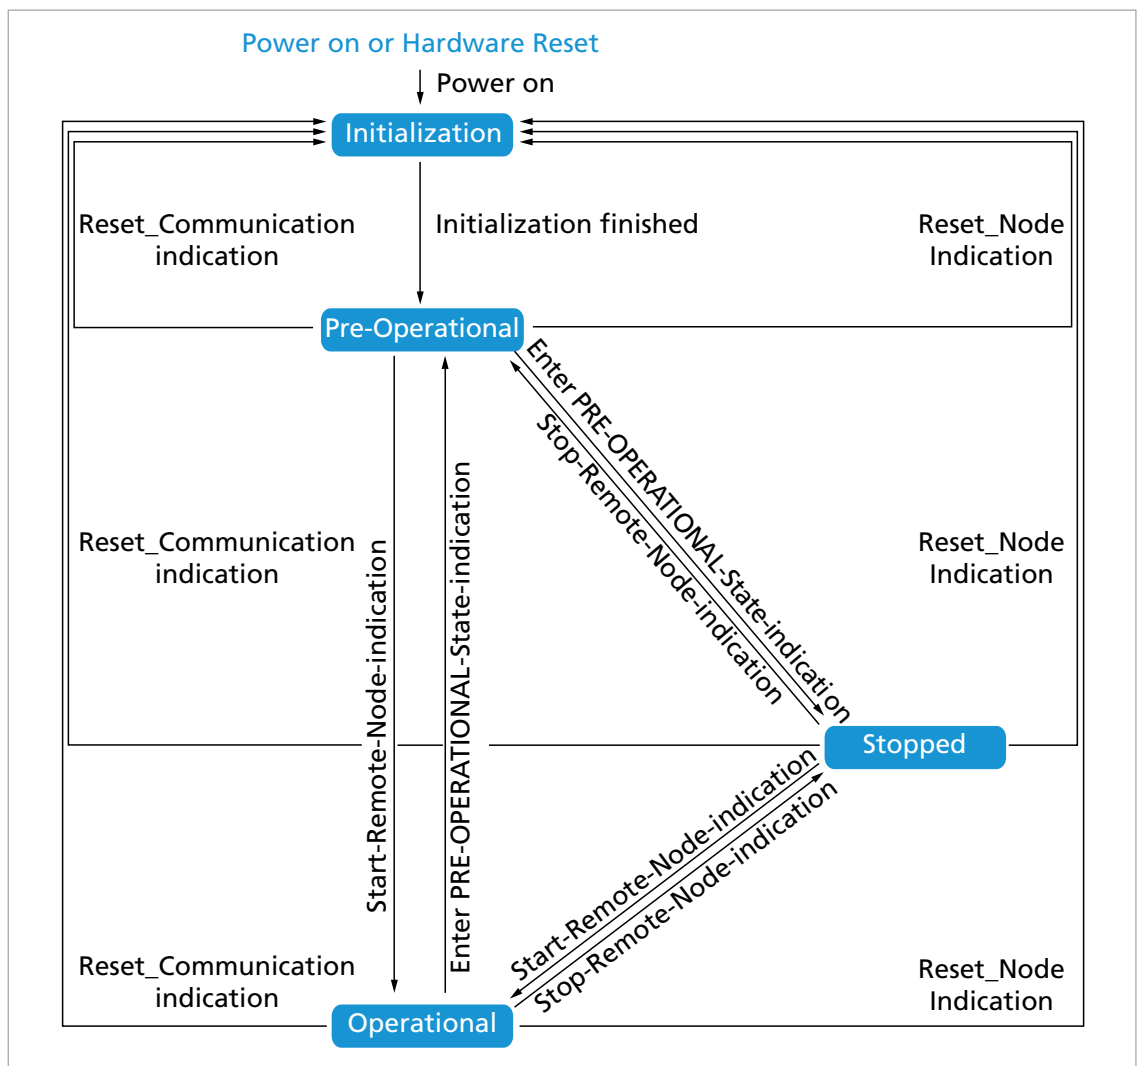 Power on or Hardware Reset
Power on
Initialization
Reset_Communication
indication
Initialization finished
Reset_Node
Indication
Pre-Operational
Enter PRE-OPERATIONAL-State-indication
Stop-Remote-Node-indication
Reset_Communication
indication
Start-Remote-Node-indication
Enter PRE-OPERATIONAL-State-indication
Reset_Node
Indication
Stopped
Start-Remote-Node-indication
Stop-Remote-Node-indication
Reset_Communication
indication
Reset_Node
Indication
Operational